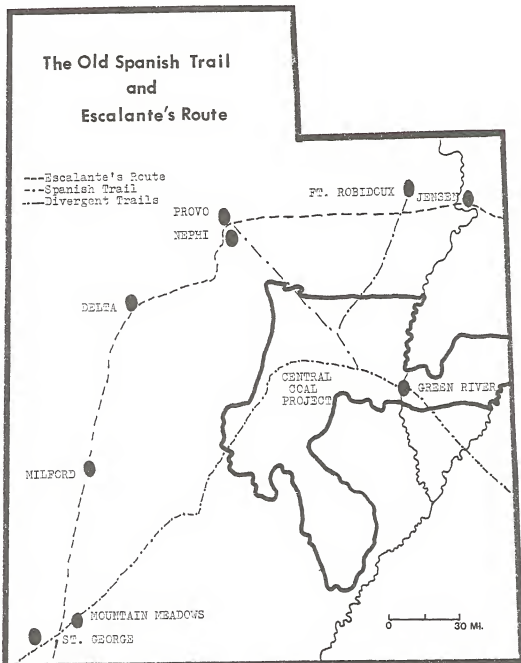 The Old Spanish Trail
and
Escalante's Route
---Escalante's Route
-·-Spanish Trail
-··—Divergent Trails
FT. ROBIDOUX
JENSEN
PROVO
NEPHI
DELTA
CENTRAL
COAL
PROJECT
GREEN RIVER
MILFORD
MOUNTAIN MEADOWS
ST. GEORGE
0 30 MI.